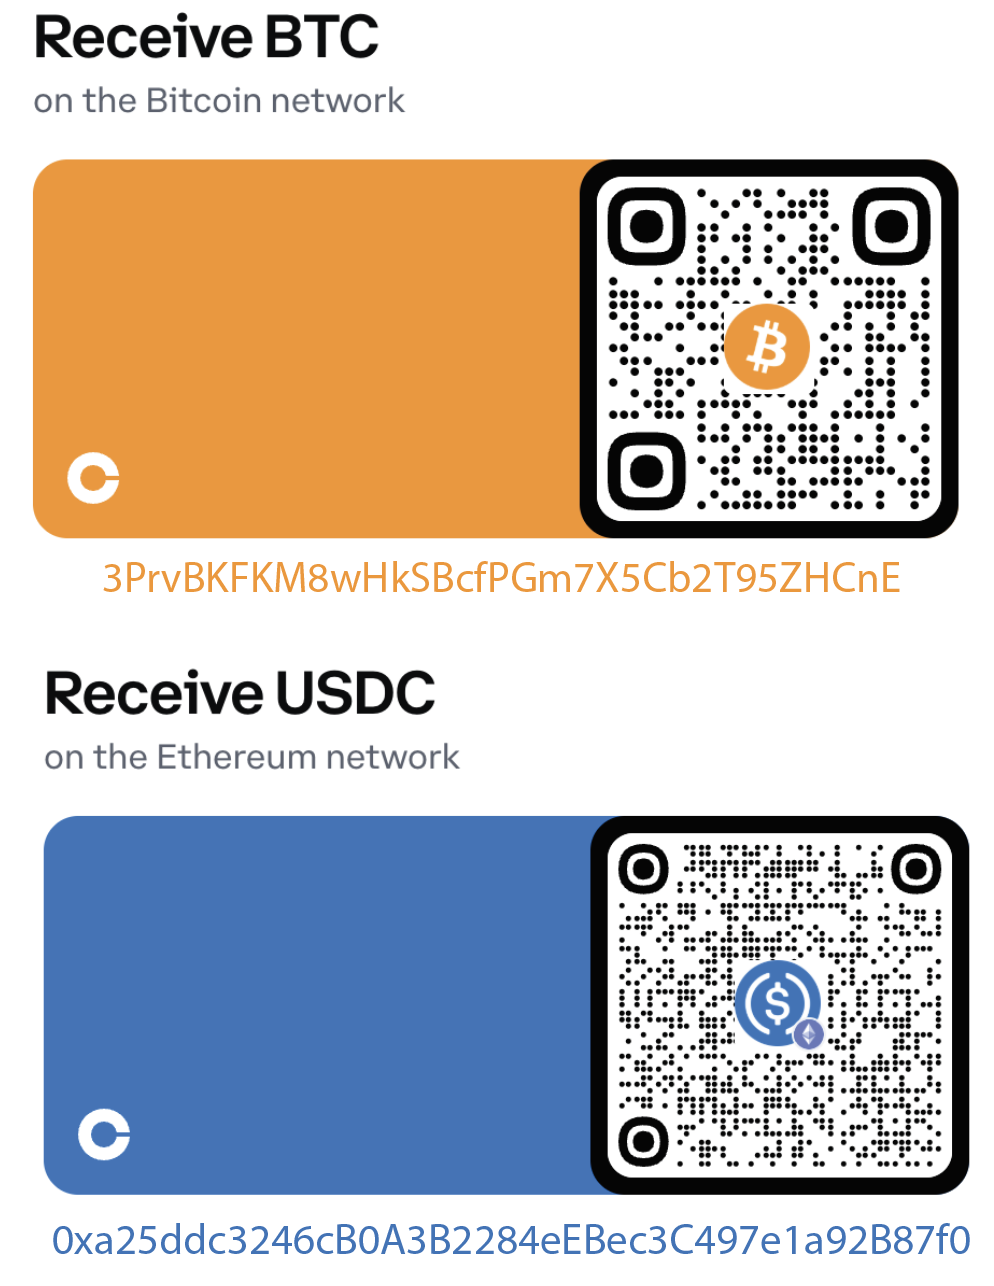 Receive BTC
on the Bitcoin network
3PrvBKFKM8wHkSBcfPGm7X5Cb2T95ZHCnE
Receive USDC
on the Ethereum network
0xa25ddc3246cB0A3B2284eEBec3C497e1a92B87f0